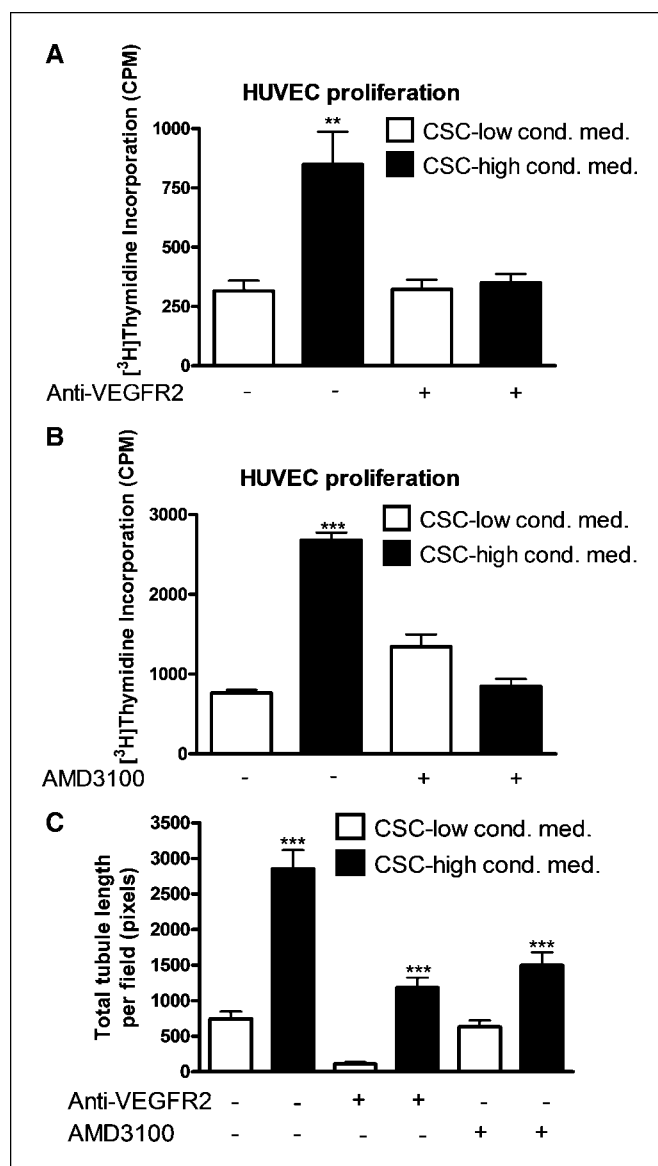 A
HUVEC proliferation
[³H]Thymidine Incorporation (CPM)
1000
750
500
250
0
**
CSC-low cond. med.
CSC-high cond. med.
Anti-VEGFR2 - - + +
B
HUVEC proliferation
[³H]Thymidine Incorporation (CPM)
3000
2000
1000
0
***
CSC-low cond. med.
CSC-high cond. med.
AMD3100 - - + +
C
Total tubule length
per field (pixels)
3500
3000
2500
2000
1500
1000
500
0
***
***
***
CSC-low cond. med.
CSC-high cond. med.
Anti-VEGFR2 - - + + - -
AMD3100 - - - - + +